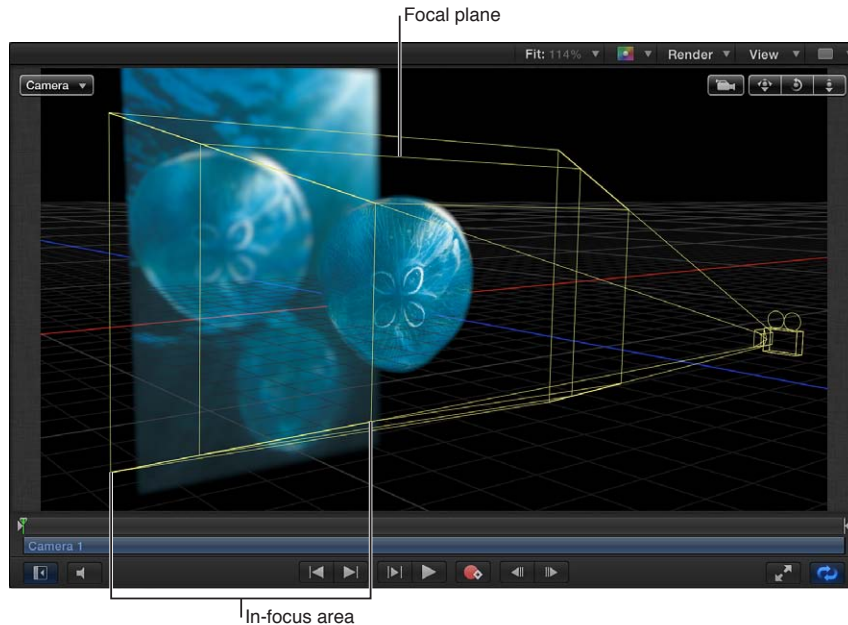 Focal plane
Fit: 114% Render View
Camera
Camera 1
In-focus area